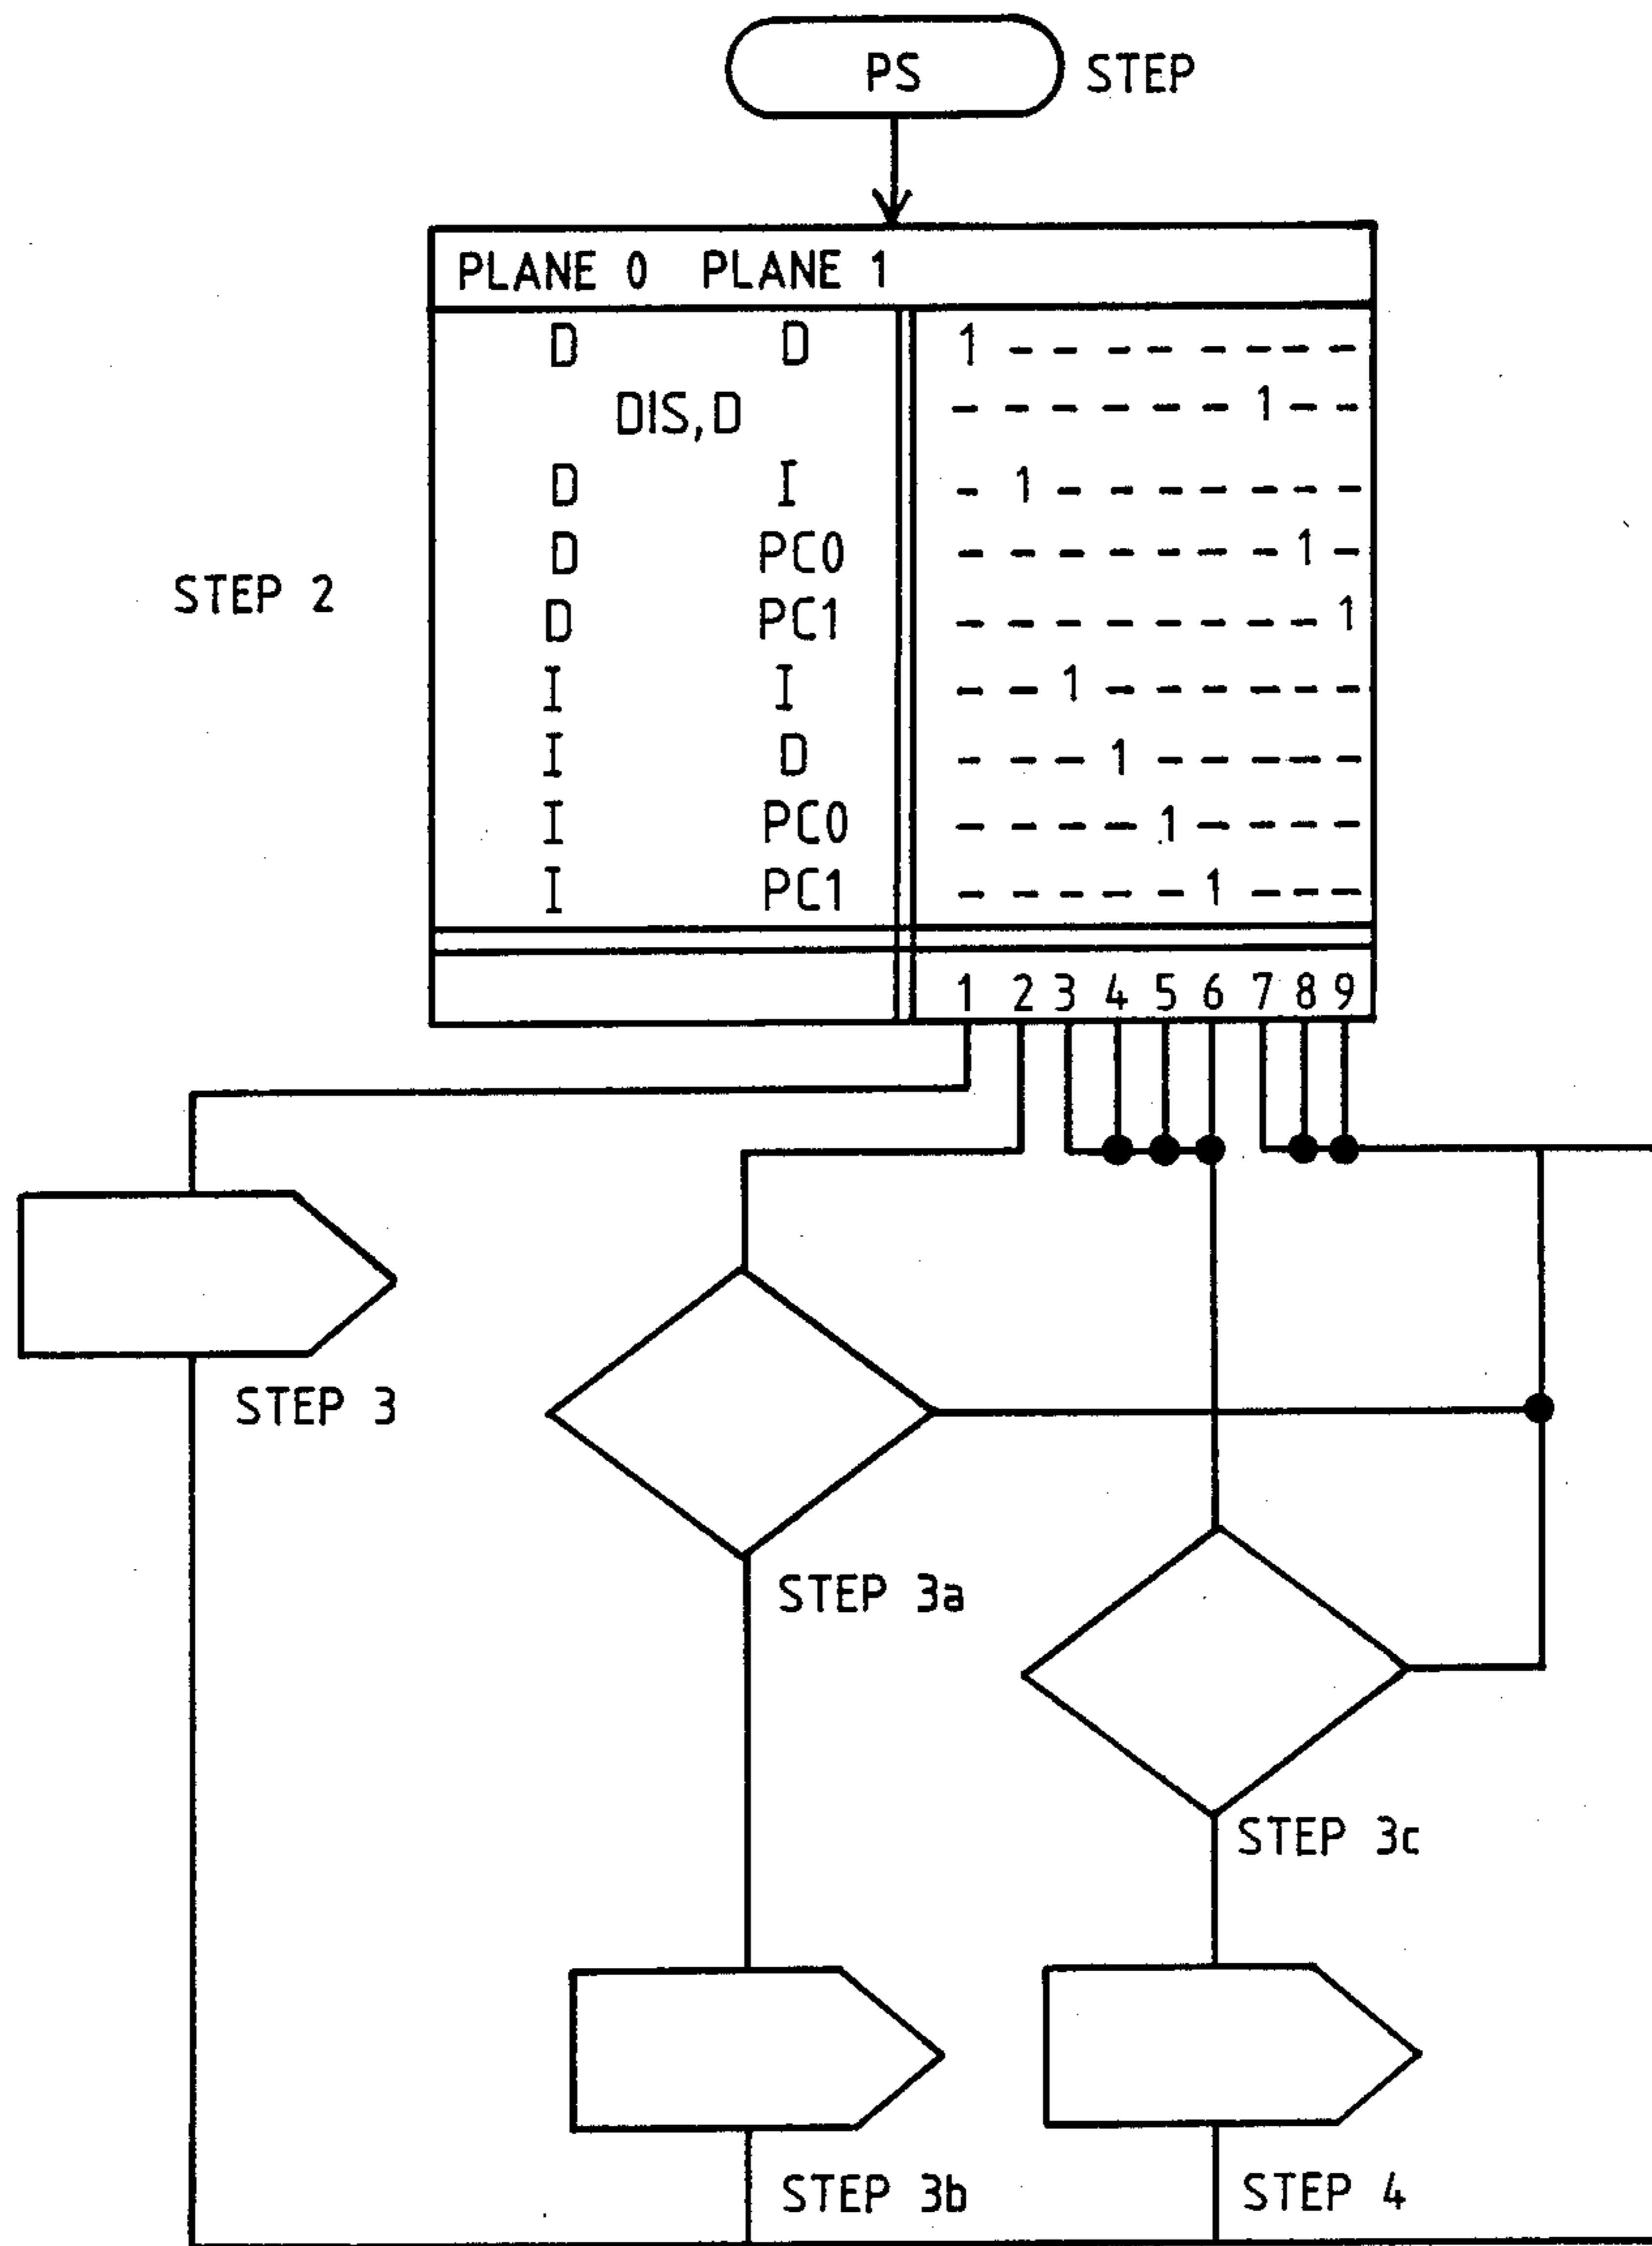 PS STEP
PLANE 0 PLANE 1
D D 1 - - - - - - - -
DIS,D - - - - - - 1 - -
D I - 1 - - - - - - -
D PC0 - - - - - - - 1 -
STEP 2
D PC1 - - - - - - - - 1
I I - - 1 - - - - - -
I D - - - 1 - - - - -
I PC0 - - - - 1 - - - -
I PC1 - - - - - 1 - - -
1 2 3 4 5 6 7 8 9
STEP 3
STEP 3a
STEP 3c
STEP 3b
STEP 4